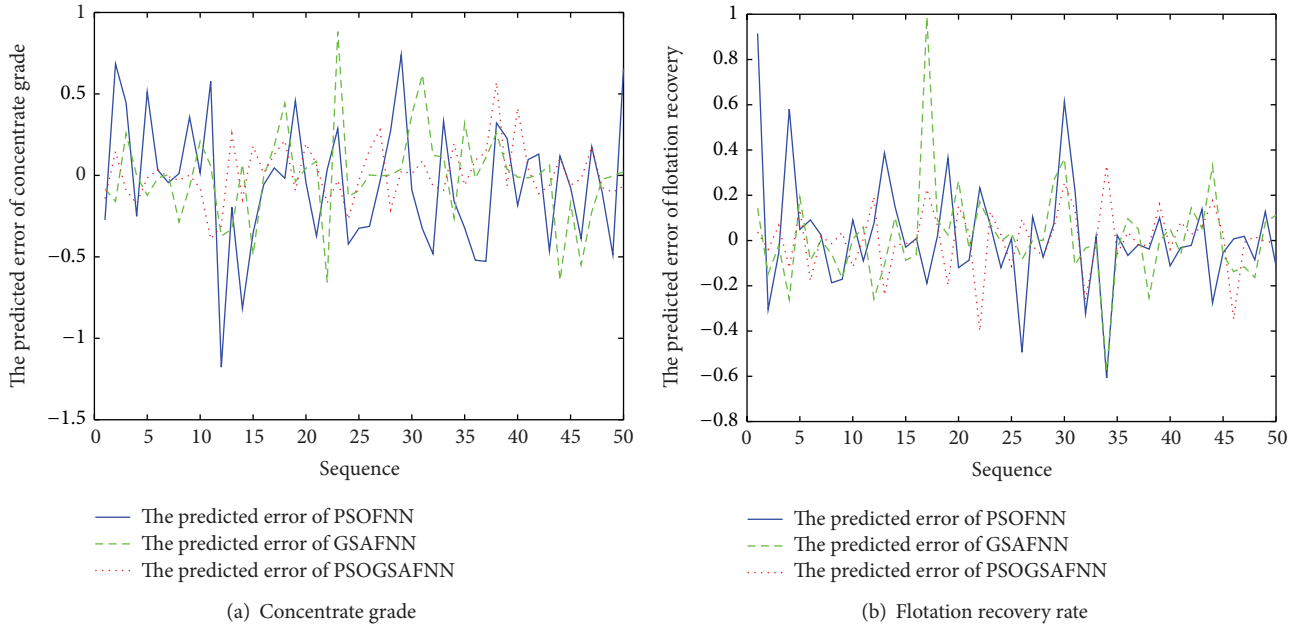 The predicted error of concentrate grade
1
0.5
0
−0.5
−1
−1.5
0 5 10 15 20 25 30 35 40 45 50
Sequence
The predicted error of PSOFNN
The predicted error of GSAFNN
The predicted error of PSOGSAFNN
(a) Concentrate grade
The predicted error of flotation recovery
1
0.8
0.6
0.4
0.2
0
−0.2
−0.4
−0.6
−0.8
0 5 10 15 20 25 30 35 40 45 50
Sequence
The predicted error of PSOFNN
The predicted error of GSAFNN
The predicted error of PSOGSAFNN
(b) Flotation recovery rate